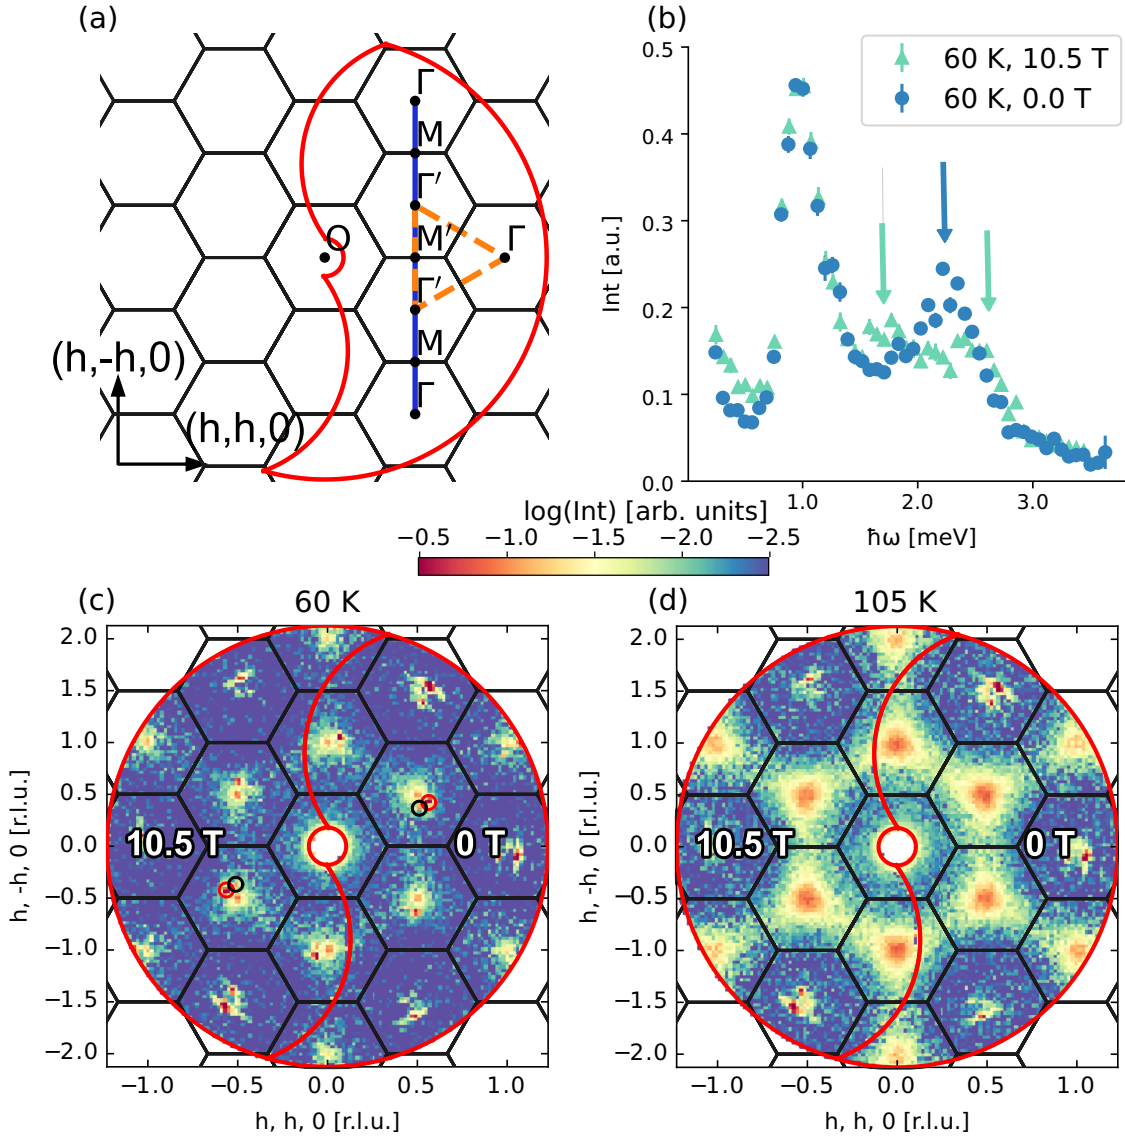 (a)
Γ
M
Γ′
O
M′
Γ
Γ′
M
Γ
(h,-h,0)
(h,h,0)
(b)
60 K, 10.5 T
60 K, 0.0 T
0.5
0.4
0.3
0.2
0.1
0.0
Int [a.u.]
1.0 2.0 3.0
ħω [meV]
log(Int) [arb. units]
−0.5 −1.0 −1.5 −2.0 −2.5
(c) 60 K
2.0
1.5
1.0
0.5
0.0
−0.5
−1.0
−1.5
−2.0
h, -h, 0 [r.l.u.]
10.5 T 0 T
−1.0 −0.5 0.0 0.5 1.0
h, h, 0 [r.l.u.]
(d) 105 K
2.0
1.5
1.0
0.5
0.0
−0.5
−1.0
−1.5
−2.0
h, -h, 0 [r.l.u.]
10.5 T 0 T
−1.0 −0.5 0.0 0.5 1.0
h, h, 0 [r.l.u.]